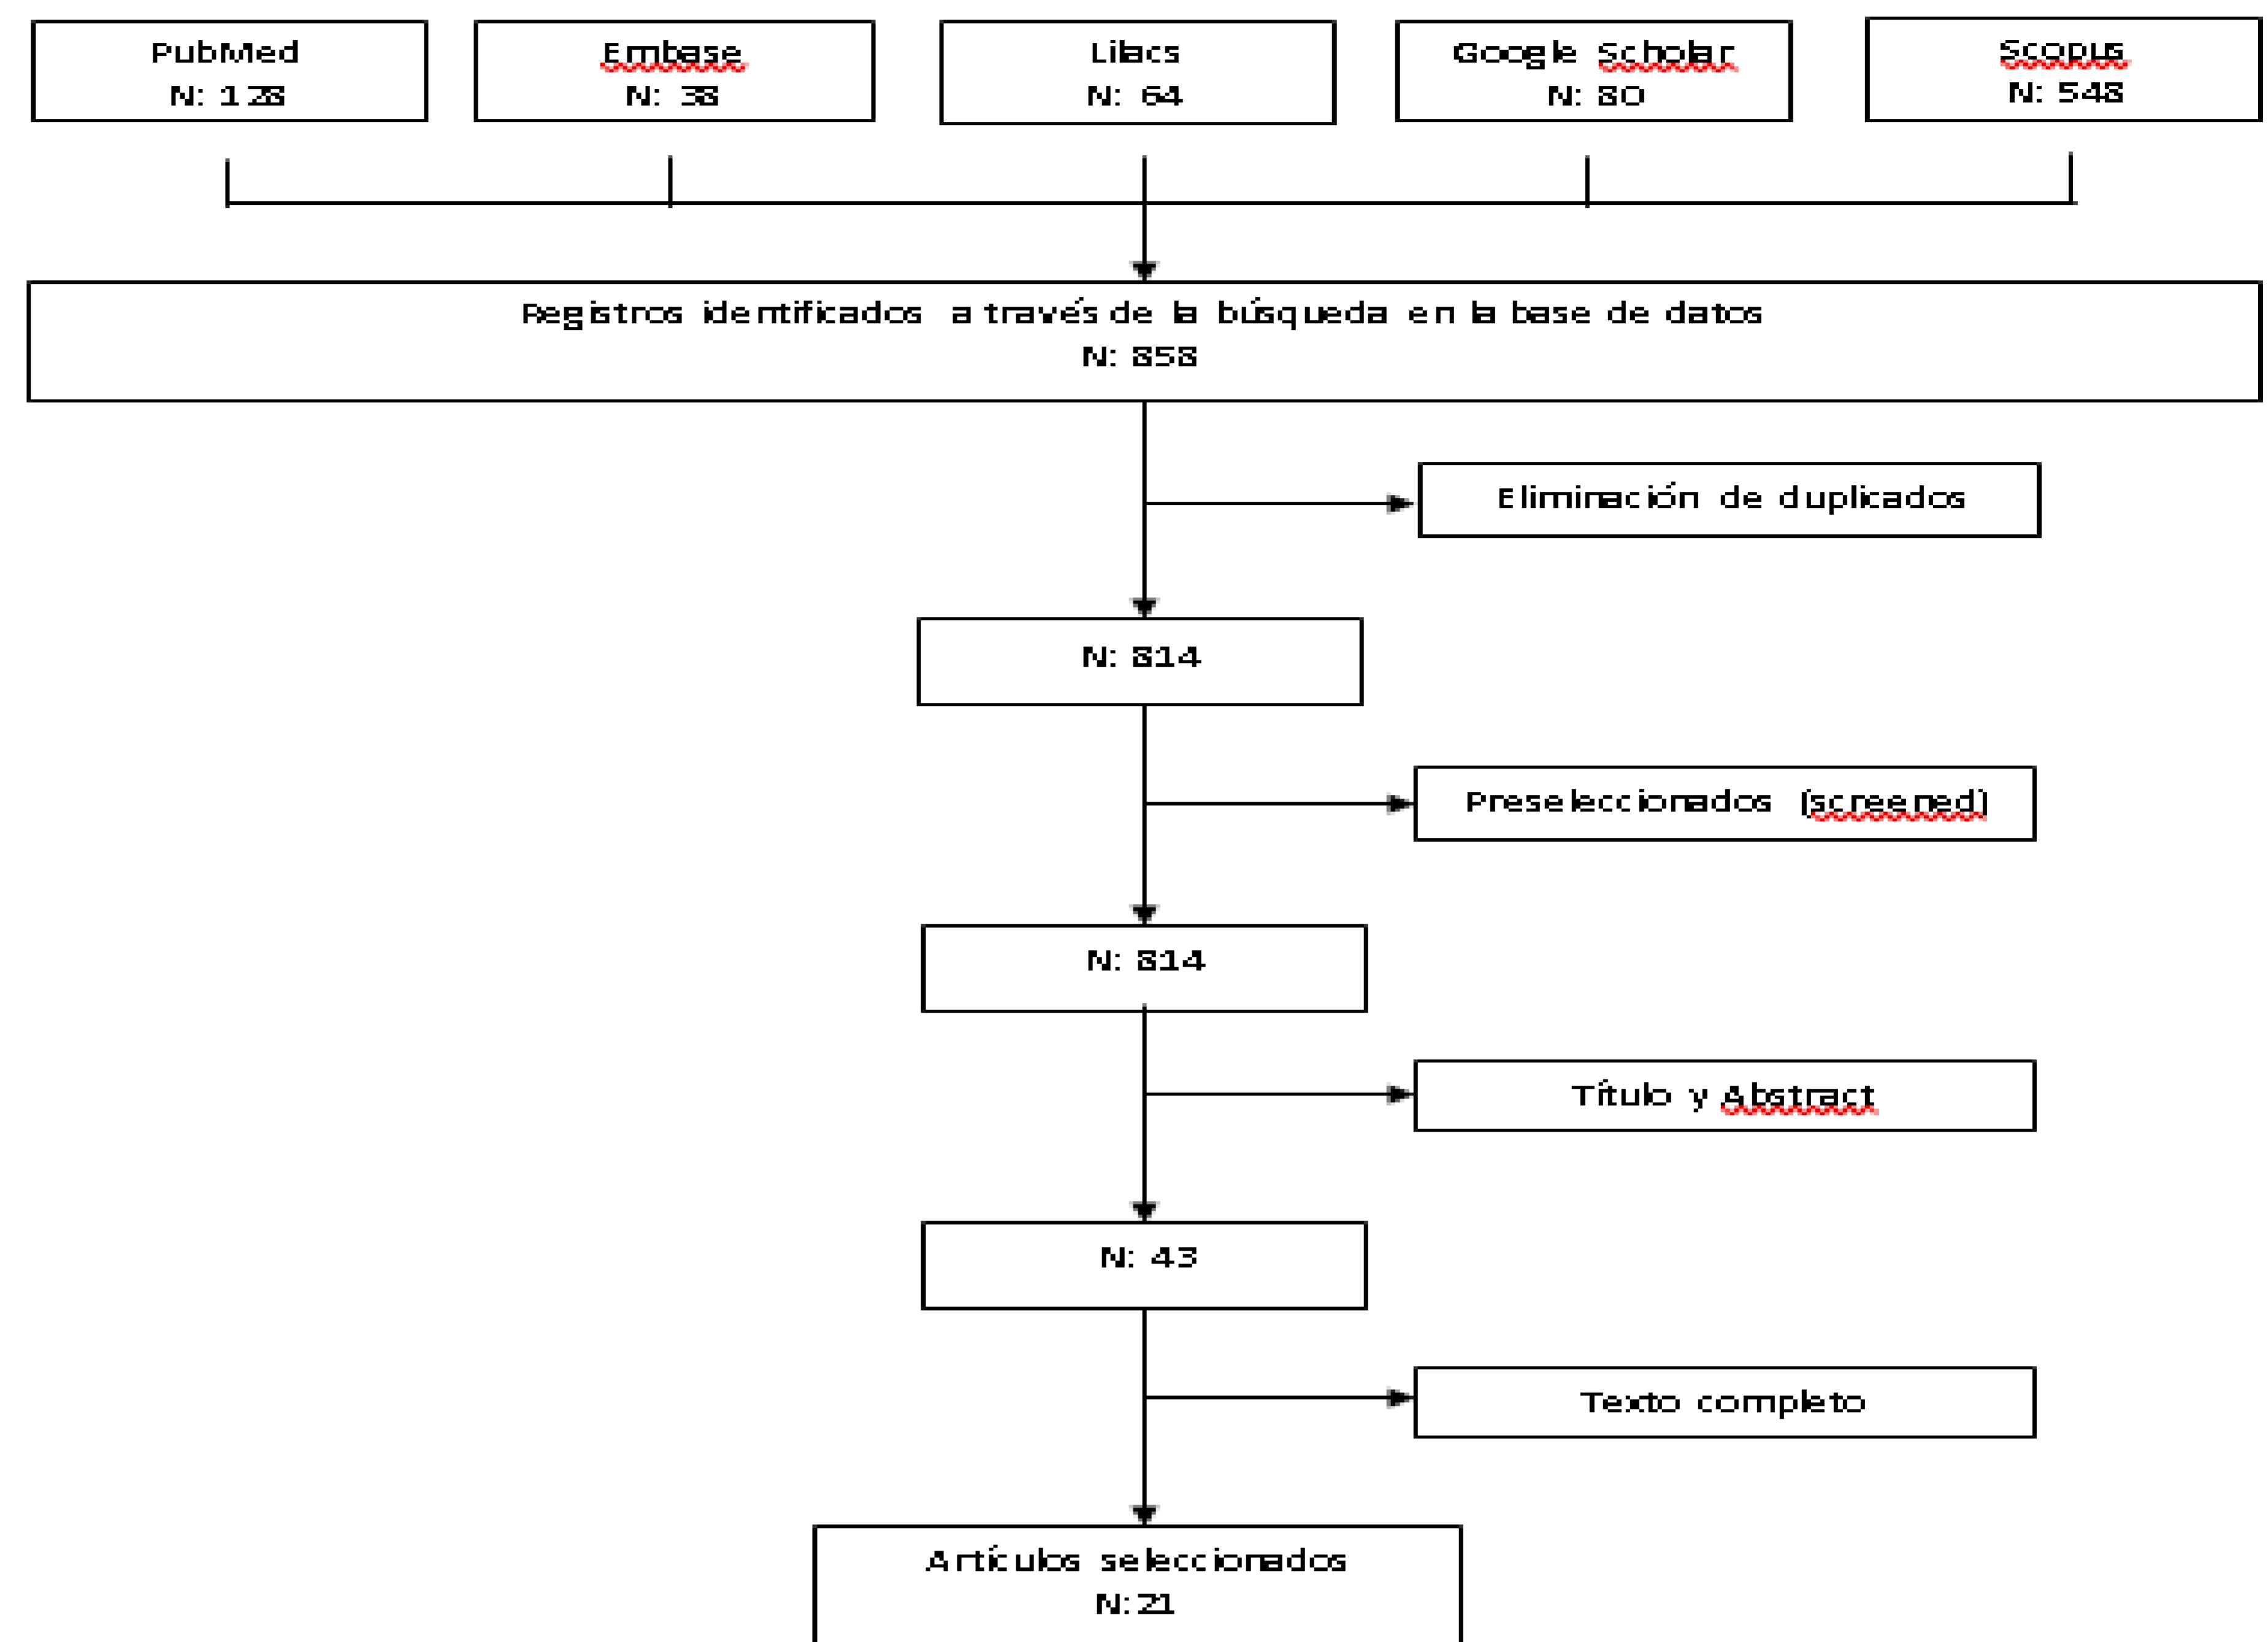 PubMed
N: 128
Embase
N: 38
Lilacs
N: 64
Google Scholar
N: 80
Scopus
N: 548
Registros identificados a través de la búsqueda en la base de datos
N: 858
Eliminación de duplicados
N: 814
Preseleccionados (screened)
N: 814
Título y Abstract
N: 43
Texto completo
Artículos seleccionados
N:21